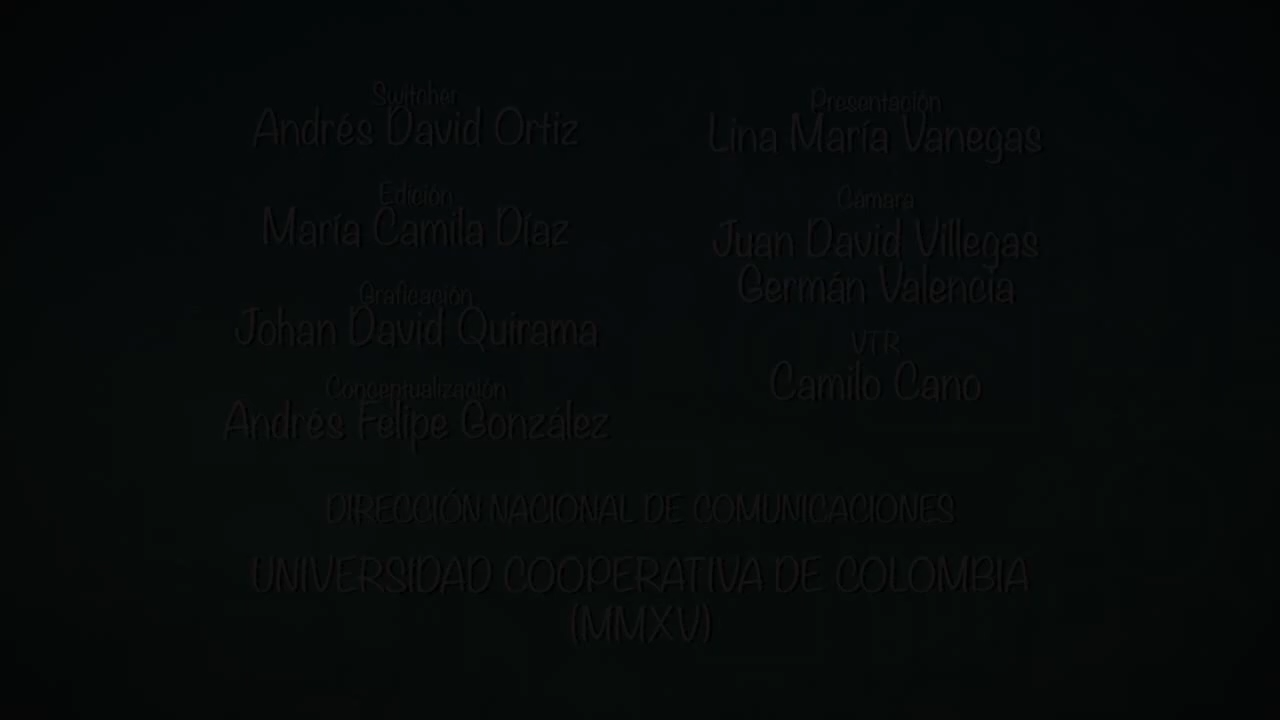 Switcher
Andrés David Ortiz
Edición
María Camila Díaz
Graficación
Johan David Quirama
Conceptualización
Andrés Felipe González
Presentación
Lina María Vanegas
Cámara
Juan David Villegas
Germán Valencia
VTR
Camilo Cano
DIRECCIÓN NACIONAL DE COMUNICACIONES
UNIVERSIDAD COOPERATIVA DE COLOMBIA
(MMXV)